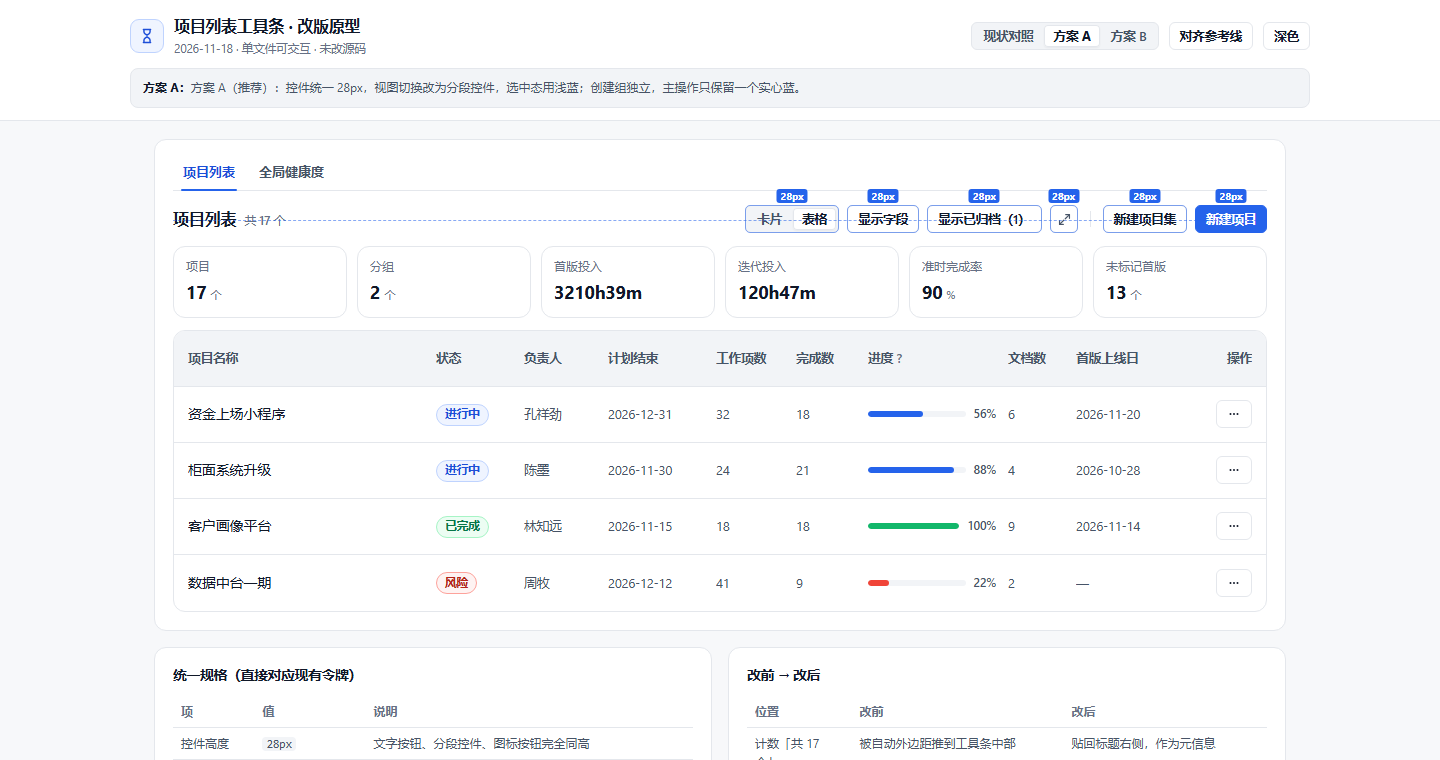 项目列表工具条 · 改版原型
2026-11-18 · 单文件可交互 · 未改源码
现状对照 方案 A 方案 B 对齐参考线 深色
方案 A： 方案 A（推荐）：控件统一 28px，视图切换改为分段控件，选中态用浅蓝；创建组独立，主操作只保留一个实心蓝。
项目列表 全局健康度
28px 28px 28px 28px 28px 28px
项目列表 共 17 个 卡片 表格 显示字段 显示已归档（1） 新建项目集 新建项目
项目 分组 首版投入 迭代投入 准时完成率 未标记首版
17 个 2 个 3210h39m 120h47m 90 % 13 个
项目名称 状态 负责人 计划结束 工作项数 完成数 进度 ? 文档数 首版上线日 操作
资金上场小程序 进行中 孔祥劲 2026-12-31 32 18 56% 6 2026-11-20 ···
柜面系统升级 进行中 陈墨 2026-11-30 24 21 88% 4 2026-10-28 ···
客户画像平台 已完成 林知远 2026-11-15 18 18 100% 9 2026-11-14 ···
数据中台一期 风险 周牧 2026-12-12 41 9 22% 2 — ···
统一规格（直接对应现有令牌） 改前 → 改后
项 值 说明 位置 改前 改后
控件高度 28px 文字按钮、分段控件、图标按钮完全同高 计数「共 17 被自动外边距推到工具条中部 贴回标题右侧，作为元信息